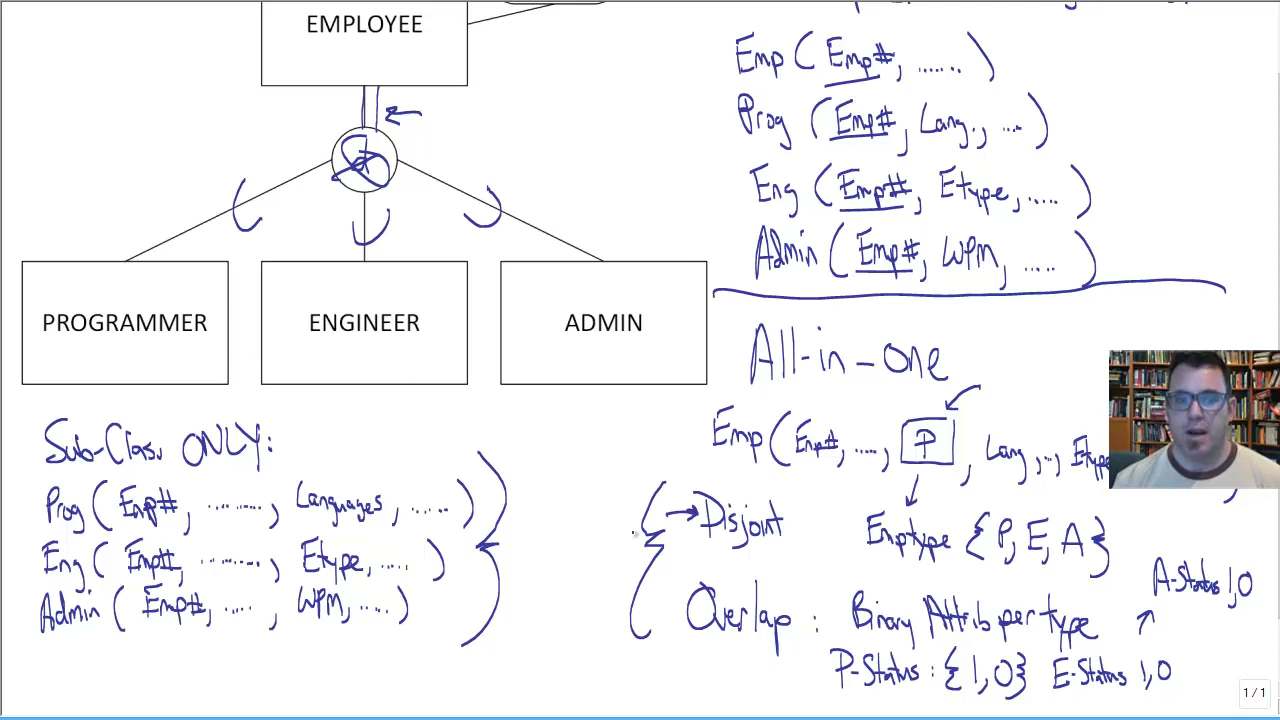 EMPLOYEE
d
PROGRAMMER
ENGINEER
ADMIN
Sub-Class ONLY:
Prog ( Emp#, ........, Languages, ..... )
Eng ( Emp#, ........, Etype, .... )
Admin ( Emp#, ....., WPM, .... )
Emp ( Emp#, ...... )
Prog ( Emp#, Lang., ... )
Eng ( Emp#, Etype, ..... )
Admin ( Emp#, WPM, ..... )
All-in-One
Emp ( Emp#, ...., P, Lang, .., Etype
Disjoint
Emptype { P, E, A }
A-Status 1,0
Overlap : Binary Attrib per type
P-Status : { 1, 0 } E-Status 1,0
1 / 1